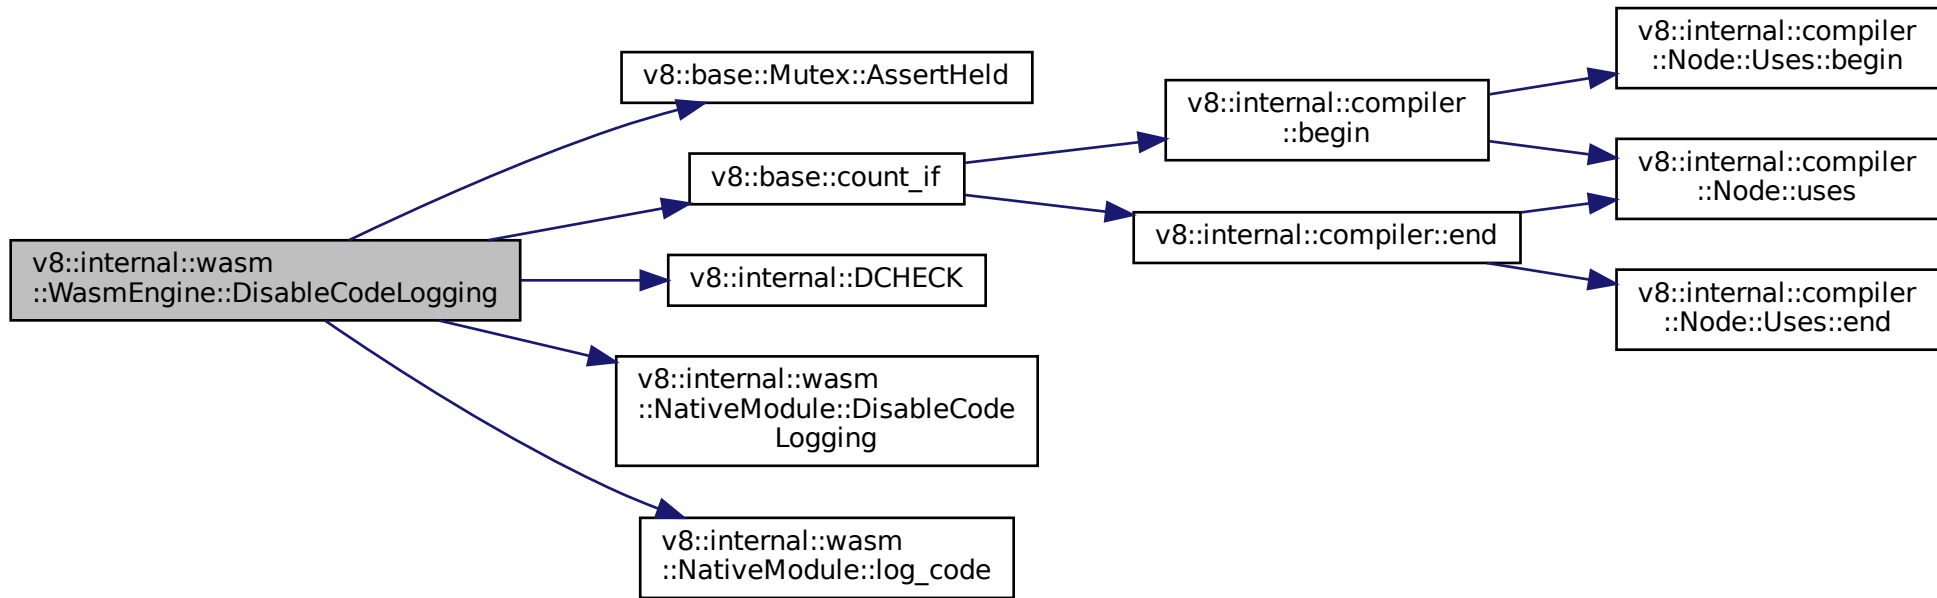 v8::internal::wasm
::WasmEngine::DisableCodeLogging
v8::base::Mutex::AssertHeld
v8::base::count_if
v8::internal::DCHECK
v8::internal::wasm
::NativeModule::DisableCode
Logging
v8::internal::wasm
::NativeModule::log_code
v8::internal::compiler
::begin
v8::internal::compiler::end
v8::internal::compiler
::Node::Uses::begin
v8::internal::compiler
::Node::uses
v8::internal::compiler
::Node::Uses::end